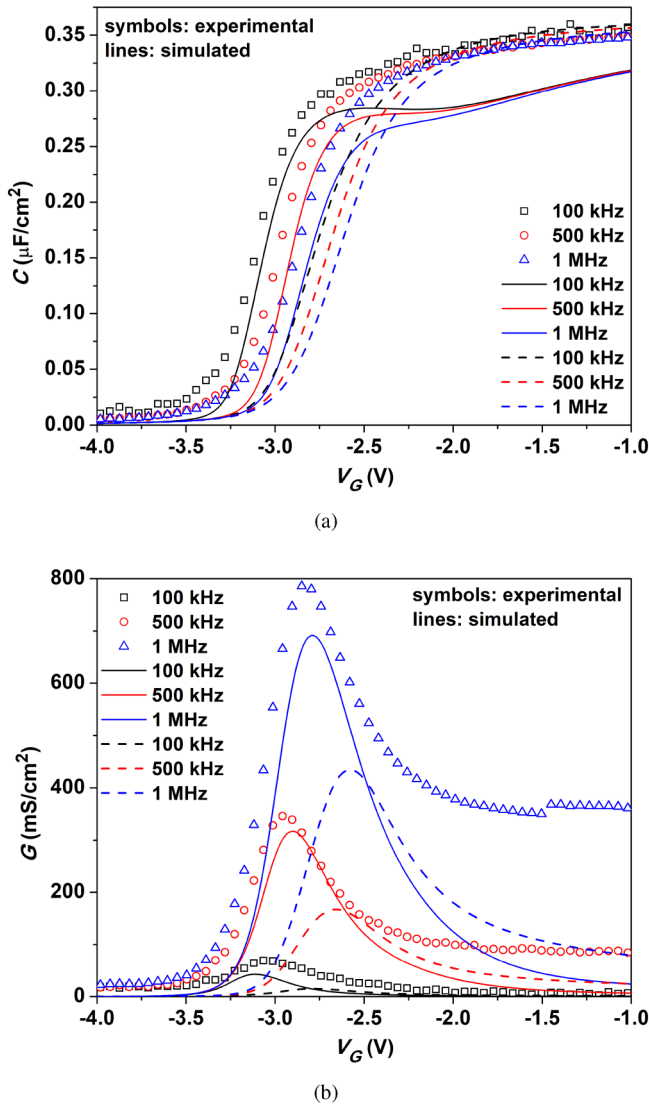 symbols: experimental
lines: simulated
0.35
0.30
0.25
0.20
0.15
0.10
0.05
0.00
C (μF/cm²)
100 kHz
500 kHz
1 MHz
100 kHz
500 kHz
1 MHz
100 kHz
500 kHz
1 MHz
-4.0 -3.5 -3.0 -2.5 -2.0 -1.5 -1.0
V_G (V)
(a)
800
600
400
200
0
G (mS/cm²)
100 kHz
500 kHz
1 MHz
100 kHz
500 kHz
1 MHz
100 kHz
500 kHz
1 MHz
symbols: experimental
lines: simulated
-4.0 -3.5 -3.0 -2.5 -2.0 -1.5 -1.0
V_G (V)
(b)